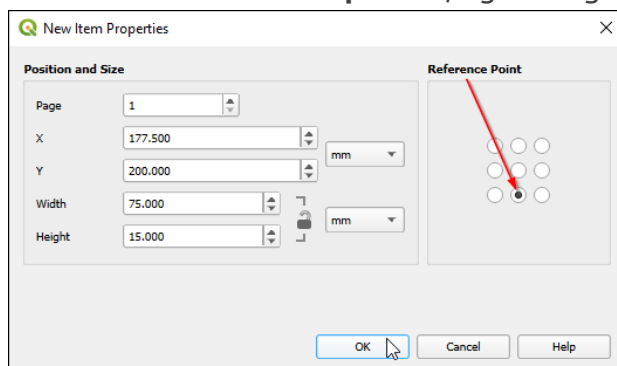 New Item Properties
Position and Size
Reference Point
Page 1
X 177.500
mm
Y 200.000
Width 75.000
mm
Height 15.000
OK Cancel Help